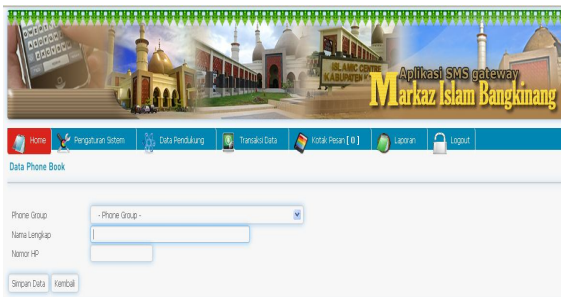 ISLAMIC CENTRE
KABUPATEN
Aplikasi SMS gateway
Markaz Islam Bangkinang
Home Pengaturan Sistem Data Pendukung Transaksi Data Kotak Pesan [ 0 ] Laporan Logout
Data Phone Book
Phone Group - Phone Group -
Nama Lengkap
Nomor HP
Simpan Data Kembali